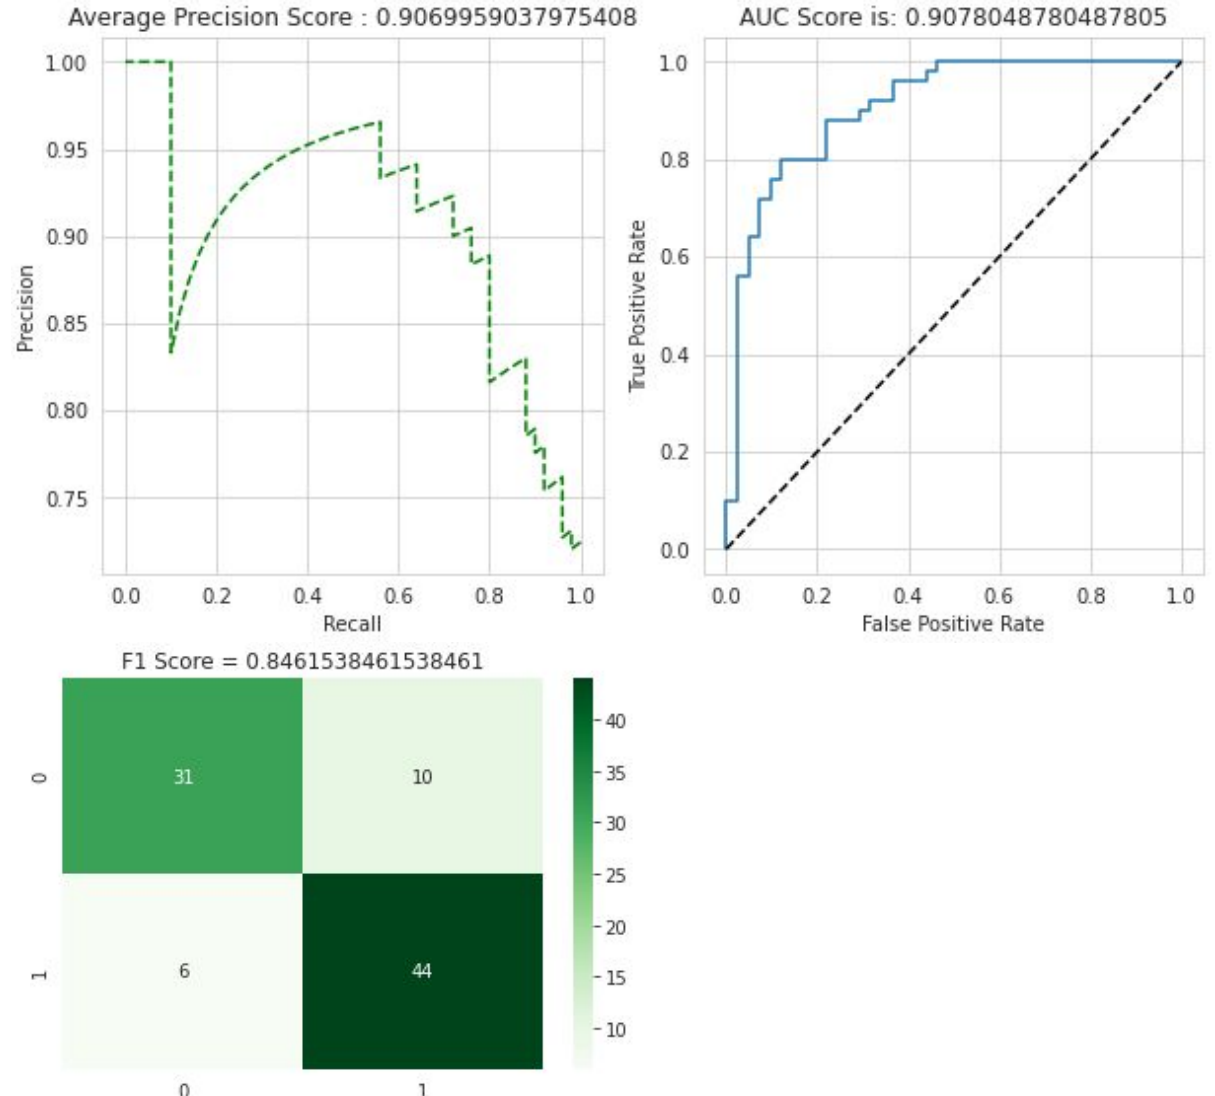 Average Precision Score : 0.9069959037975408
1.00
0.95
0.90
0.85
0.80
0.75
Precision
0.0 0.2 0.4 0.6 0.8 1.0
Recall
AUC Score is: 0.9078048780487805
1.0
0.8
0.6
0.4
0.2
0.0
True Positive Rate
0.0 0.2 0.4 0.6 0.8 1.0
False Positive Rate
F1 Score = 0.8461538461538461
0 31 10
1 6 44
0 1
40
35
30
25
20
15
10